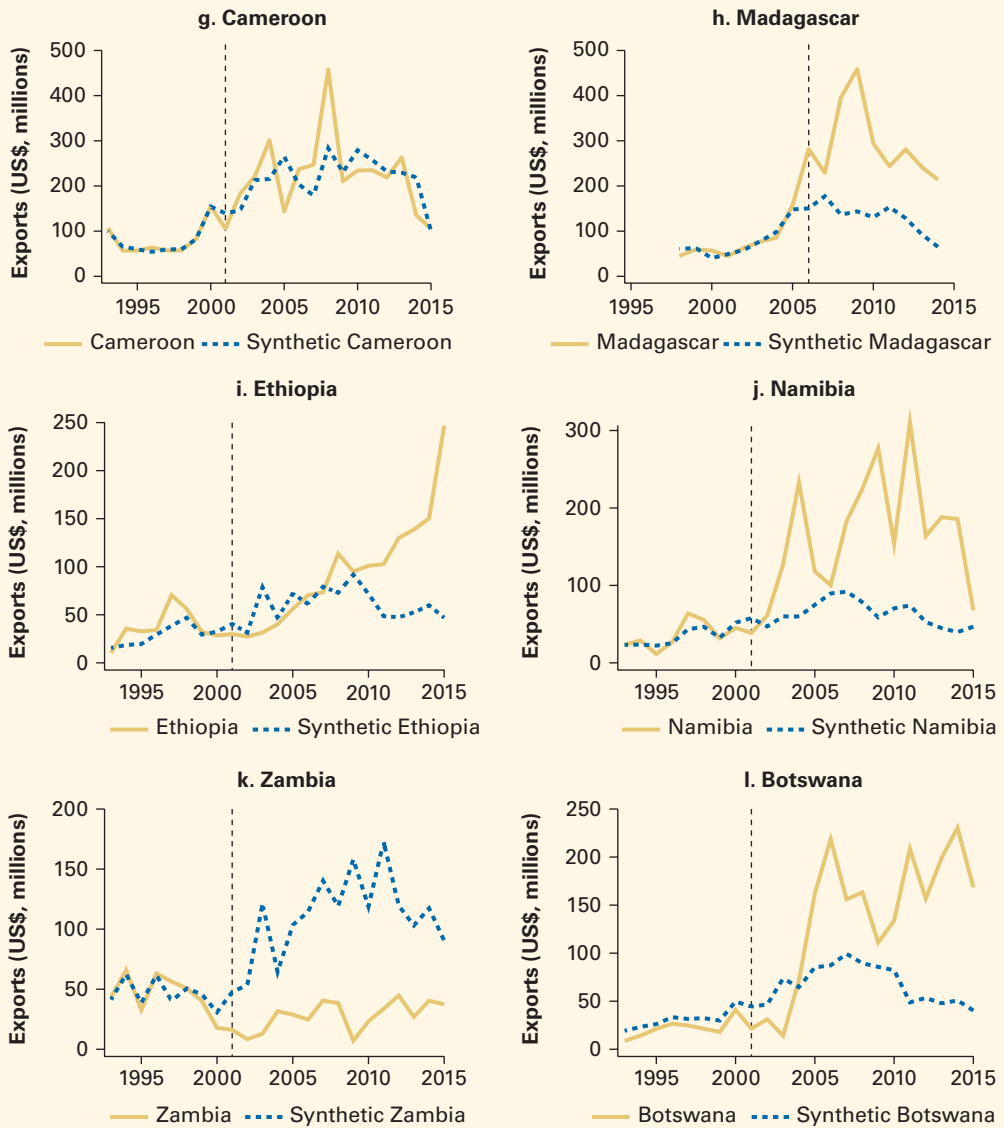 g. Cameroon
Exports (US$, millions)
500
400
300
200
100
0
1995 2000 2005 2010 2015
Cameroon Synthetic Cameroon
h. Madagascar
Exports (US$, millions)
500
400
300
200
100
0
1995 2000 2005 2010 2015
Madagascar Synthetic Madagascar
i. Ethiopia
Exports (US$, millions)
250
200
150
100
50
0
1995 2000 2005 2010 2015
Ethiopia Synthetic Ethiopia
j. Namibia
Exports (US$, millions)
300
200
100
0
1995 2000 2005 2010 2015
Namibia Synthetic Namibia
k. Zambia
Exports (US$, millions)
200
150
100
50
0
1995 2000 2005 2010 2015
Zambia Synthetic Zambia
l. Botswana
Exports (US$, millions)
250
200
150
100
50
0
1995 2000 2005 2010 2015
Botswana Synthetic Botswana